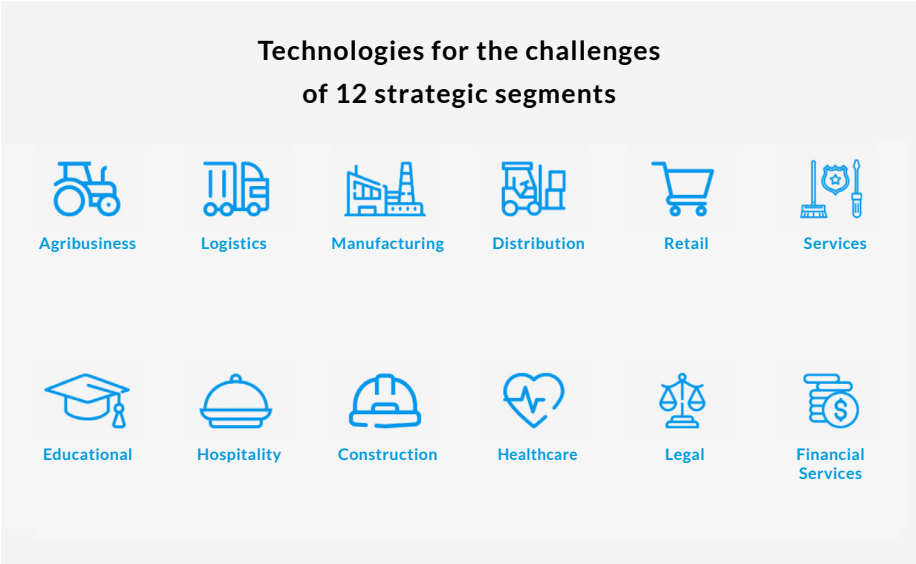 Technologies for the challenges
of 12 strategic segments
Agribusiness
Logistics
Manufacturing
Distribution
Retail
Services
Educational
Hospitality
Construction
Healthcare
Legal
Financial
Services